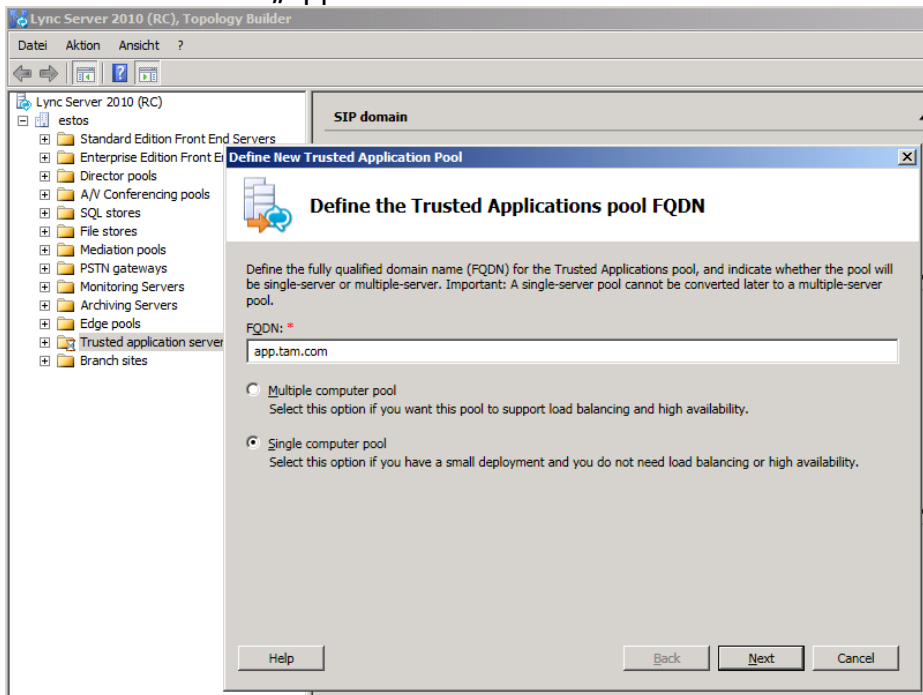 Lync Server 2010 (RC), Topology Builder
Datei Aktion Ansicht ?
Lync Server 2010 (RC)
estos
Standard Edition Front End Servers
Enterprise Edition Front E
Director pools
A/V Conferencing pools
SQL stores
File stores
Mediation pools
PSTN gateways
Monitoring Servers
Archiving Servers
Edge pools
Trusted application server
Branch sites
SIP domain
Define New Trusted Application Pool
Define the Trusted Applications pool FQDN
Define the fully qualified domain name (FQDN) for the Trusted Applications pool, and indicate whether the pool will
be single-server or multiple-server. Important: A single-server pool cannot be converted later to a multiple-server
pool.
FQDN: *
app.tam.com
Multiple computer pool
Select this option if you want this pool to support load balancing and high availability.
Single computer pool
Select this option if you have a small deployment and you do not need load balancing or high availability.
Help Back Next Cancel